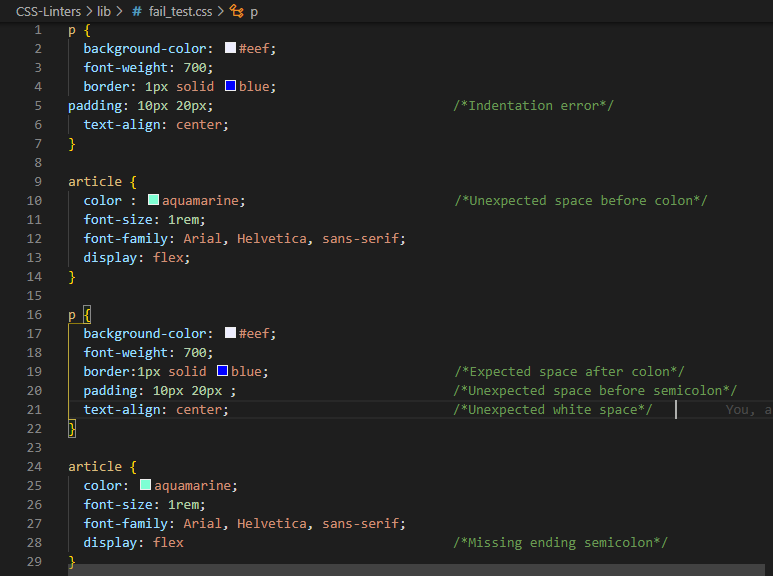 CSS-Linters > lib > # fail_test.css > p
1 p {
2 background-color: #eef;
3 font-weight: 700;
4 border: 1px solid blue;
5 padding: 10px 20px; /*Indentation error*/
6 text-align: center;
7 }
8
9 article {
10 color : aquamarine; /*Unexpected space before colon*/
11 font-size: 1rem;
12 font-family: Arial, Helvetica, sans-serif;
13 display: flex;
14 }
15
16 p {
17 background-color: #eef;
18 font-weight: 700;
19 border:1px solid blue; /*Expected space after colon*/
20 padding: 10px 20px ; /*Unexpected space before semicolon*/
21 text-align: center; /*Unexpected white space*/ You, a
22 }
23
24 article {
25 color: aquamarine;
26 font-size: 1rem;
27 font-family: Arial, Helvetica, sans-serif;
28 display: flex /*Missing ending semicolon*/
29 }